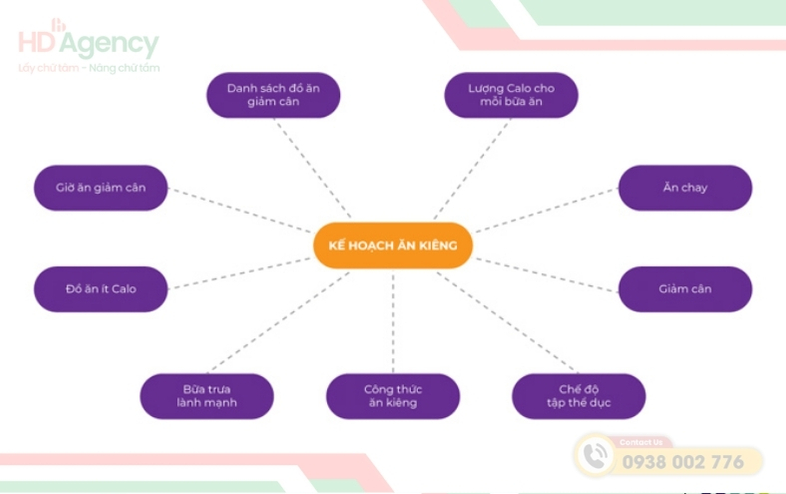 HD Agency
Lấy chữ tâm - Nâng chữ tầm
Danh sách đồ ăn
giảm cân
Lượng Calo cho
mỗi bữa ăn
Giờ ăn giảm cân
Ăn chay
KẾ HOẠCH ĂN KIÊNG
Đồ ăn ít Calo
Giảm cân
Bữa trưa
lành mạnh
Công thức
ăn kiêng
Chế độ
tập thể dục
Contact Us
0938 002 776